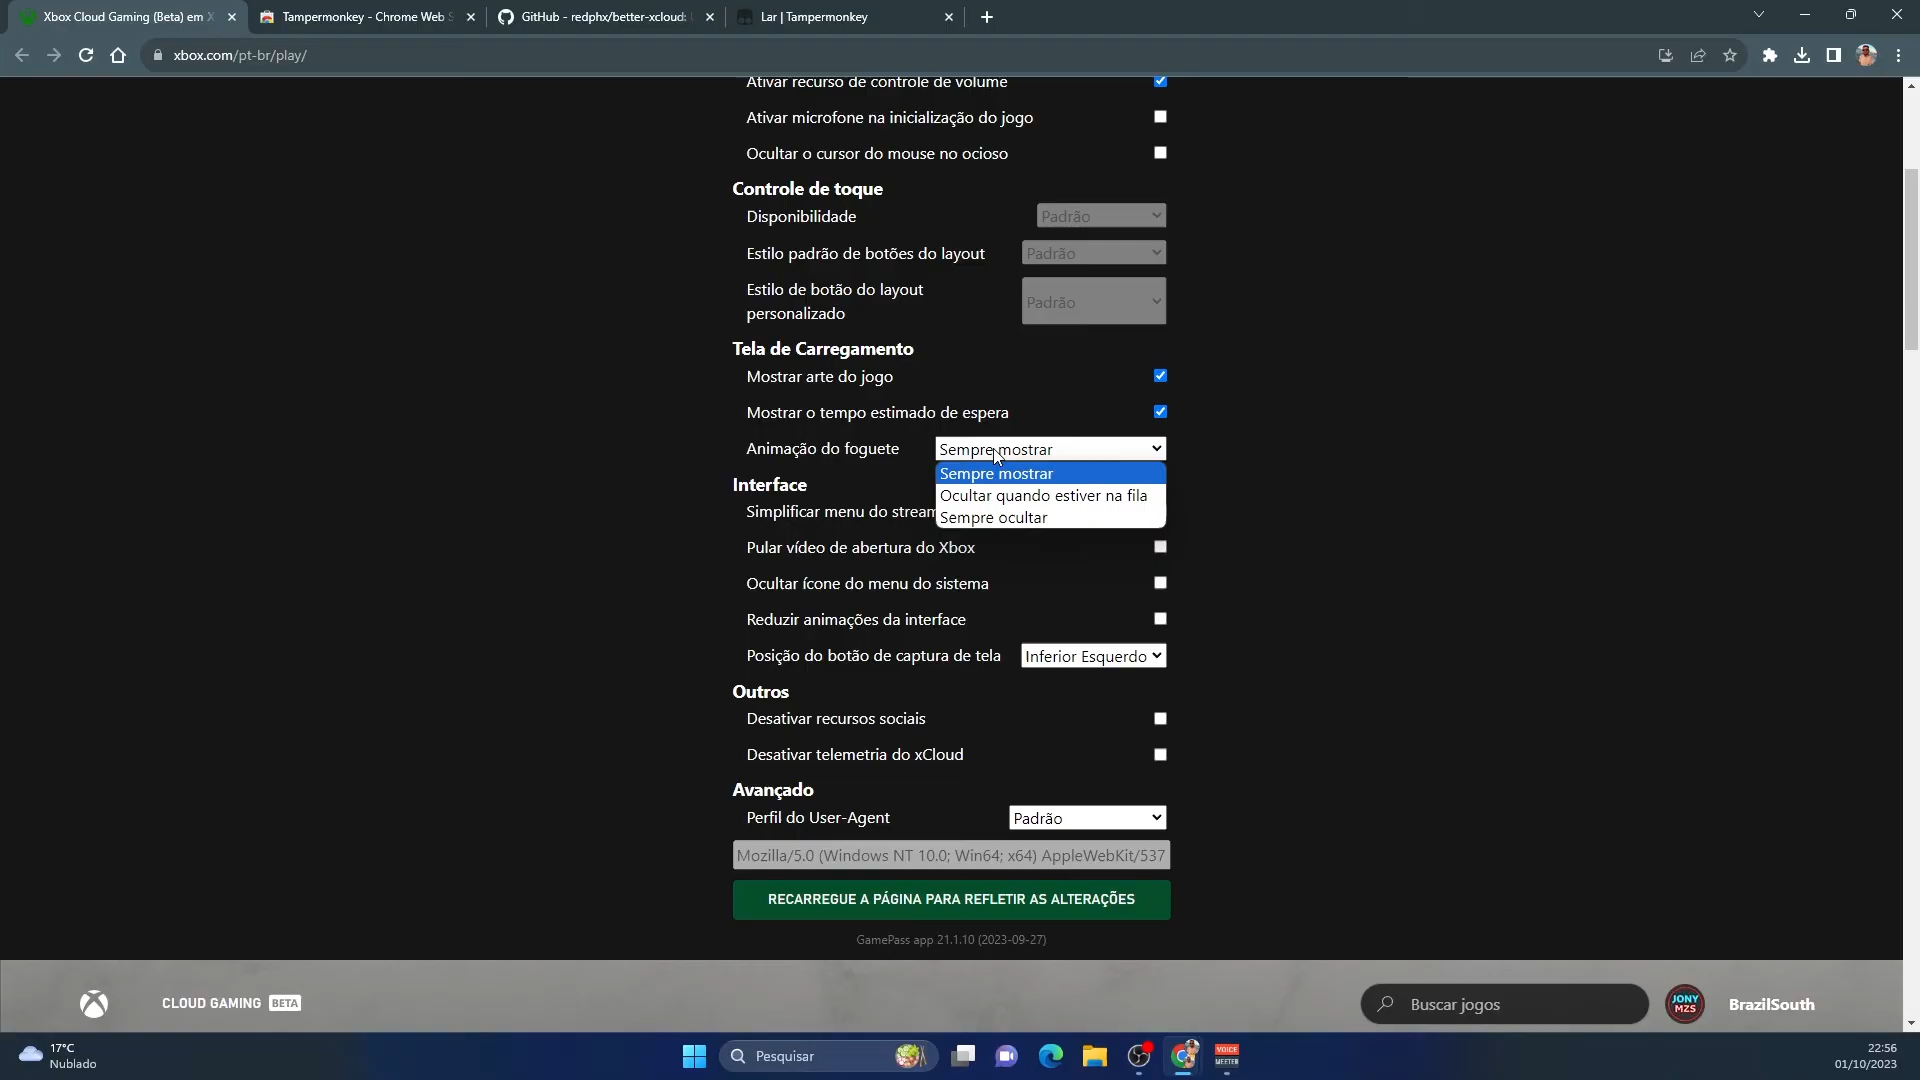 Xbox Cloud Gaming (Beta) em X
Tampermonkey - Chrome Web S
GitHub - redphx/better-xcloud:
Lar | Tampermonkey
xbox.com/pt-br/play/
Ativar recurso de controle de volume
Ativar microfone na inicialização do jogo
Ocultar o cursor do mouse no ocioso
Controle de toque
Disponibilidade
Padrão
Estilo padrão de botões do layout
Padrão
Estilo de botão do layout
personalizado
Padrão
Tela de Carregamento
Mostrar arte do jogo
Mostrar o tempo estimado de espera
Animação do foguete
Sempre mostrar
Sempre mostrar
Ocultar quando estiver na fila
Sempre ocultar
Interface
Simplificar menu do stream
Pular vídeo de abertura do Xbox
Ocultar ícone do menu do sistema
Reduzir animações da interface
Posição do botão de captura de tela
Inferior Esquerdo
Outros
Desativar recursos sociais
Desativar telemetria do xCloud
Avançado
Perfil do User-Agent
Padrão
Mozilla/5.0 (Windows NT 10.0; Win64; x64) AppleWebKit/537
RECARREGUE A PÁGINA PARA REFLETIR AS ALTERAÇÕES
GamePass app 21.1.10 (2023-09-27)
CLOUD GAMING BETA
Buscar jogos
JONY
MZS
BrazilSouth
17°C
Nublado
Pesquisar
VOICE
MEETER
22:56
01/10/2023